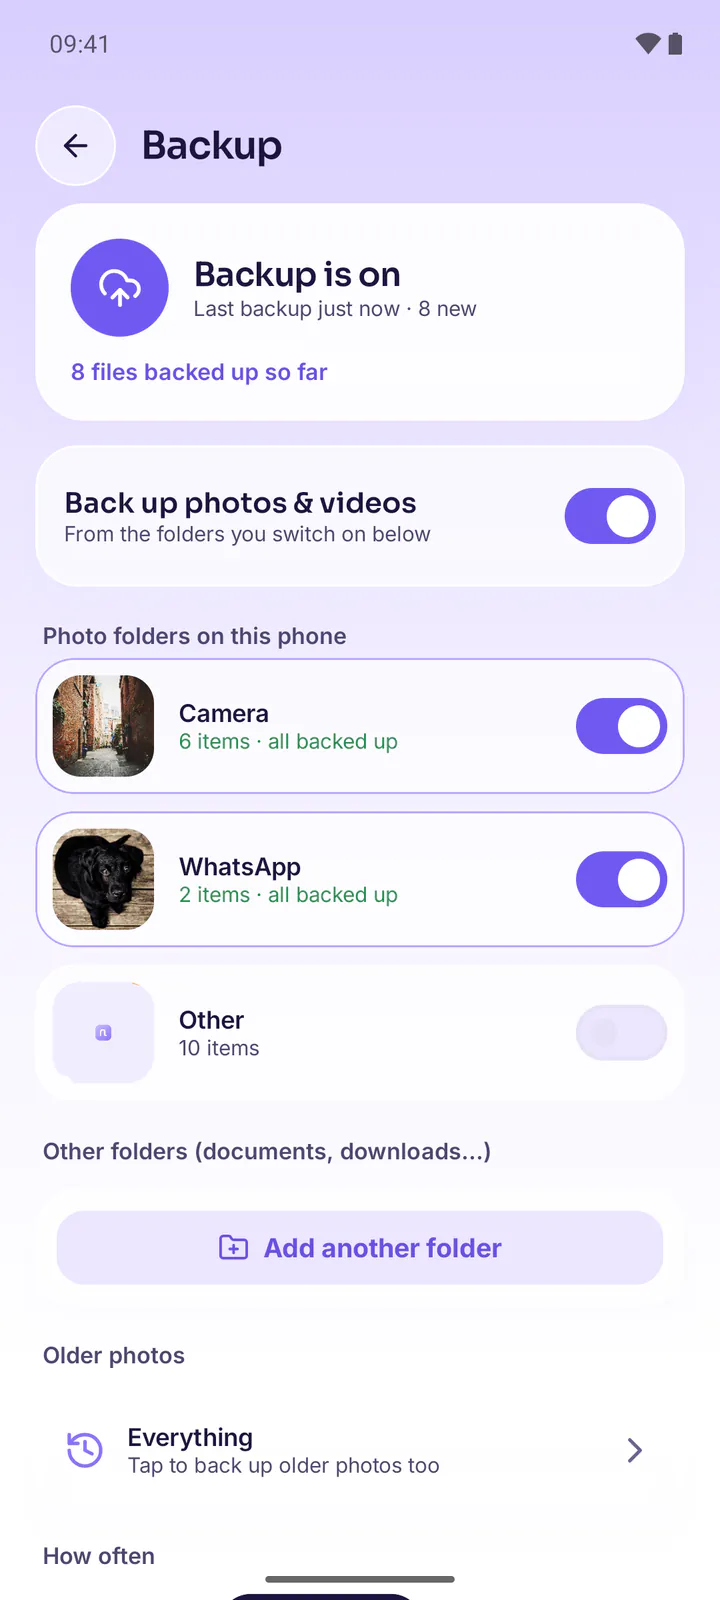 09:41
Backup
Backup is on
Last backup just now · 8 new
8 files backed up so far
Back up photos & videos
From the folders you switch on below
Photo folders on this phone
Camera
6 items · all backed up
WhatsApp
2 items · all backed up
Other
10 items
Other folders (documents, downloads...)
Add another folder
Older photos
Everything
Tap to back up older photos too
How often